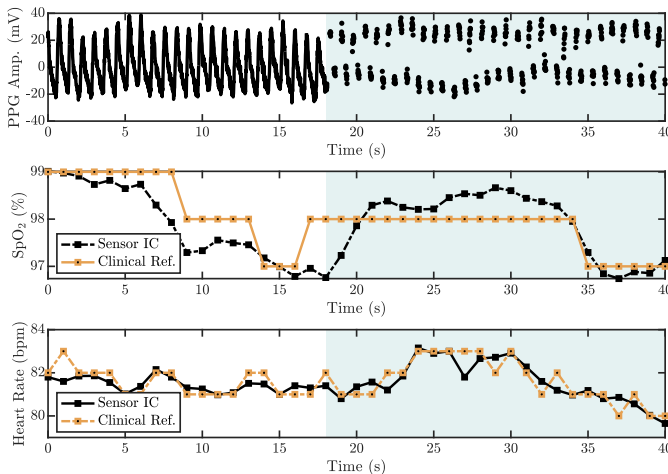 PPG Amp. (mV)
40
20
0
-20
-40
0 5 10 15 20 25 30 35 40
Time (s)
SpO₂ (%)
99
98
97
Sensor IC
Clinical Ref.
0 5 10 15 20 25 30 35 40
Time (s)
Heart Rate (bpm)
84
82
80
Sensor IC
Clinical Ref.
0 5 10 15 20 25 30 35 40
Time (s)